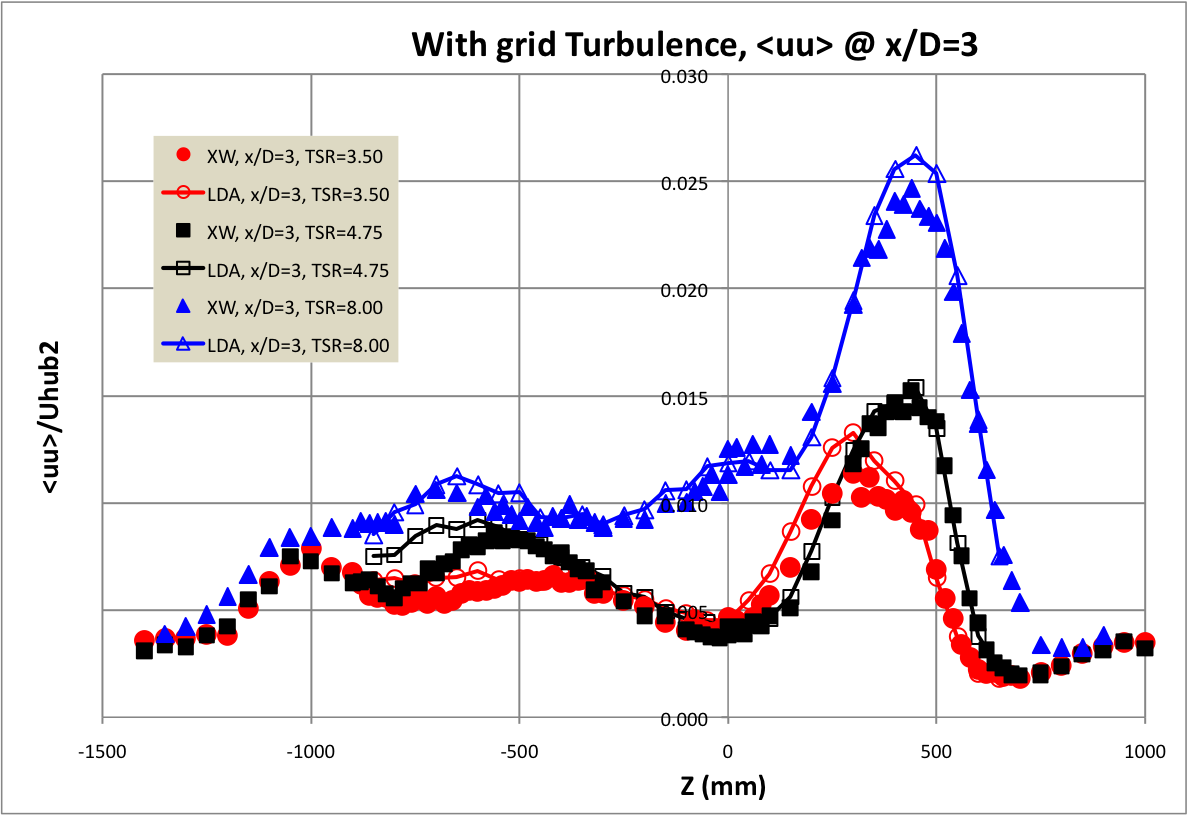 With grid Turbulence, <uu> @ x/D=3
0.030
0.025
0.020
0.015
0.010
0.005
0.000
XW, x/D=3, TSR=3.50
LDA, x/D=3, TSR=3.50
XW, x/D=3, TSR=4.75
LDA, x/D=3, TSR=4.75
XW, x/D=3, TSR=8.00
LDA, x/D=3, TSR=8.00
<uu>/Uhub2
-1500
-1000
-500
0
500
1000
Z (mm)